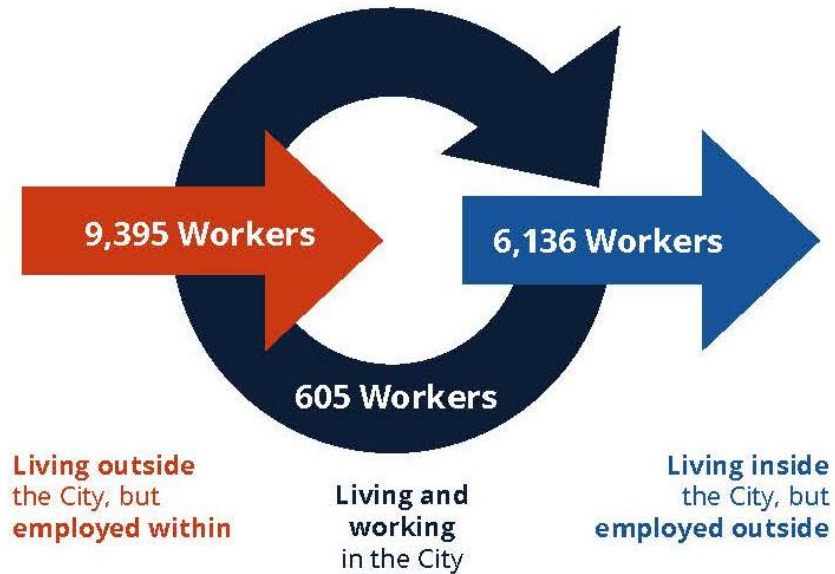 9,395 Workers
6,136 Workers
605 Workers
Living outside
the City, but
employed within
Living and
working
in the City
Living inside
the City, but
employed outside